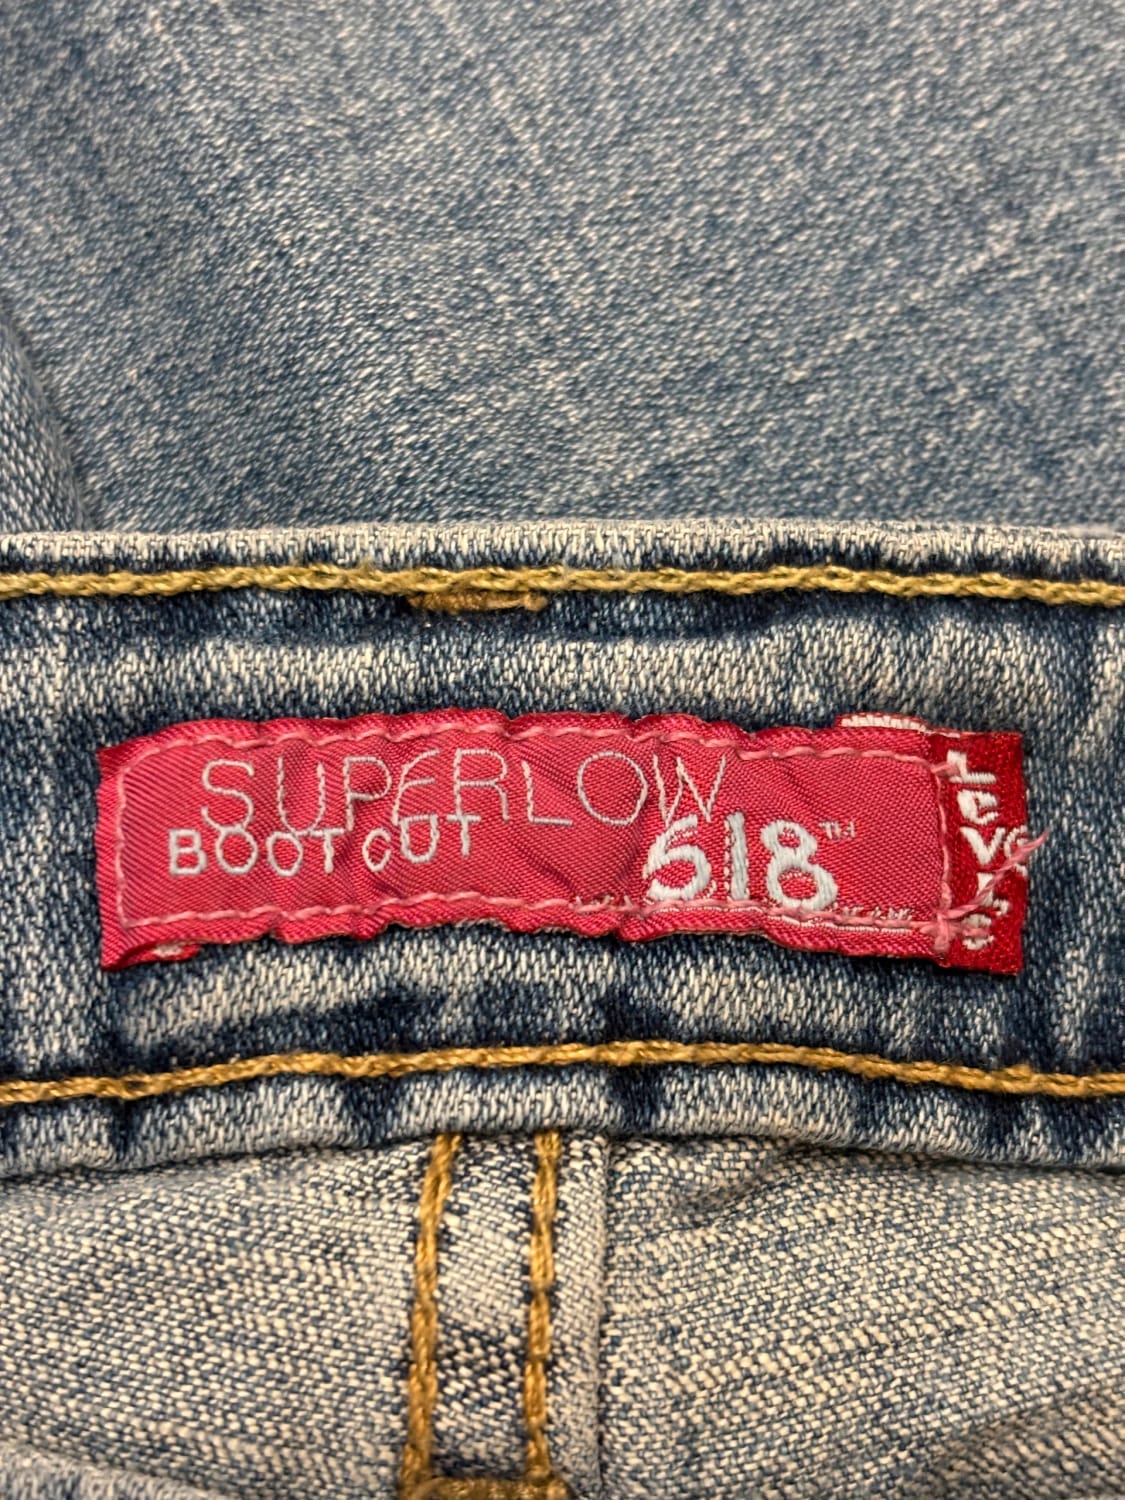 SUPERLOW
BOOT CUT
518™
Levi's